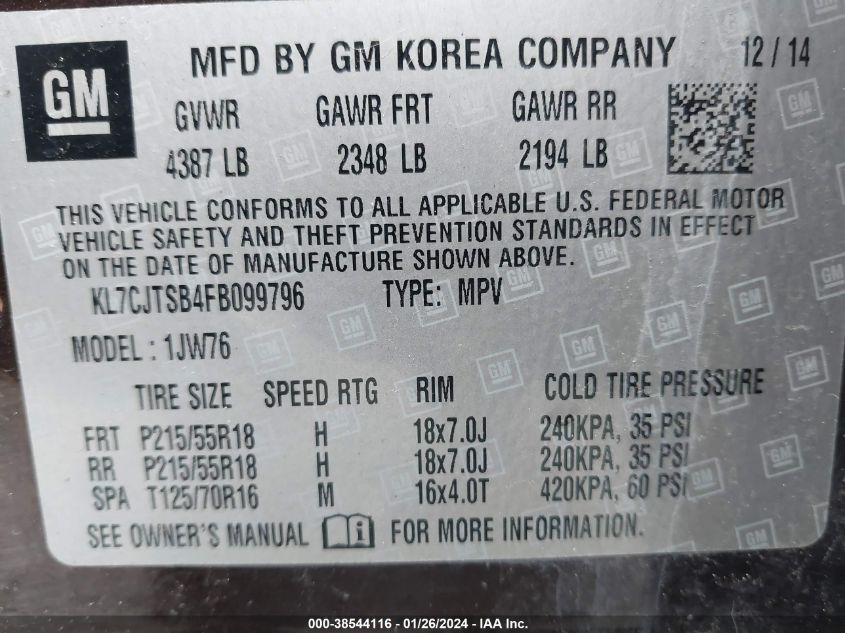 GM
MFD BY GM KOREA COMPANY 12/14
GVWR GAWR FRT GAWR RR
4387 LB 2348 LB 2194 LB
THIS VEHICLE CONFORMS TO ALL APPLICABLE U.S. FEDERAL MOTOR
VEHICLE SAFETY AND THEFT PREVENTION STANDARDS IN EFFECT
ON THE DATE OF MANUFACTURE SHOWN ABOVE.
KL7CJTSB4FB099796 TYPE: MPV
MODEL : 1JW76
TIRE SIZE SPEED RTG RIM COLD TIRE PRESSURE
FRT P215/55R18 H 18x7.0J 240KPA, 35 PSI
RR P215/55R18 H 18x7.0J 240KPA, 35 PSI
SPA T125/70R16 M 16x4.0T 420KPA, 60 PSI
SEE OWNER'S MANUAL i FOR MORE INFORMATION.
000-38544116 - 01/26/2024 - IAA Inc.